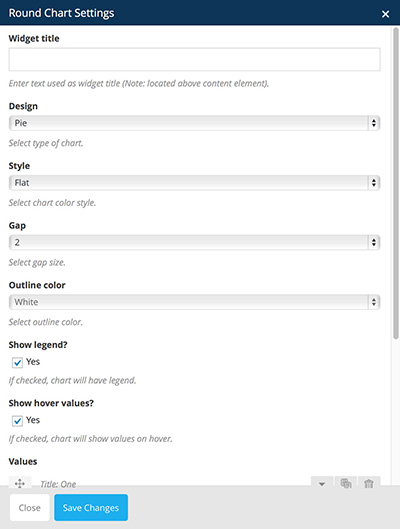 Round Chart Settings
Widget title
Enter text used as widget title (Note: located above content element).
Design
Pie
Select type of chart.
Style
Flat
Select chart color style.
Gap
2
Select gap size.
Outline color
White
Select outline color.
Show legend?
Yes
If checked, chart will have legend.
Show hover values?
Yes
If checked, chart will show values on hover.
Values
Title: One
Close Save Changes